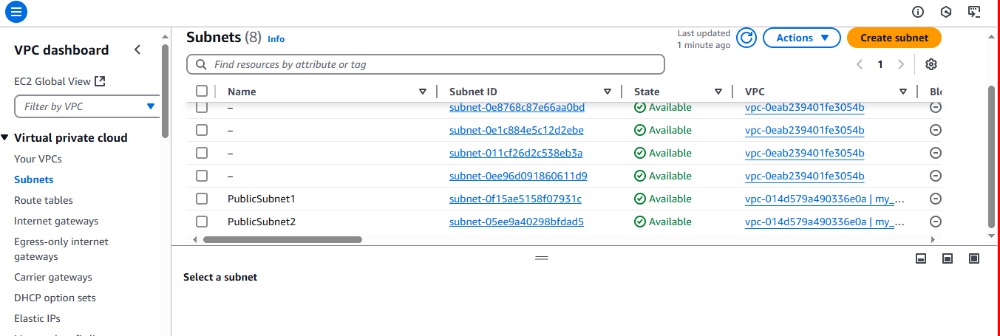 Subnets (8) Info
Last updated
1 minute ago
Actions
Create subnet
VPC dashboard
EC2 Global View
Filter by VPC
Virtual private cloud
Your VPCs
Subnets
Route tables
Internet gateways
Egress-only internet
gateways
Carrier gateways
DHCP option sets
Elastic IPs
Find resources by attribute or tag
1
Name Subnet ID State VPC
– subnet-0e8768c87e66aa0bd Available vpc-0eab239401fe3054b
– subnet-0e1c884e5c12d2ebe Available vpc-0eab239401fe3054b
– subnet-011cf26d2c538eb3a Available vpc-0eab239401fe3054b
– subnet-0ee96d091860611d9 Available vpc-0eab239401fe3054b
PublicSubnet1 subnet-0f15ae5158f07931c Available vpc-014d579a490336e0a | my_...
PublicSubnet2 subnet-05ee9a40298bfdad5 Available vpc-014d579a490336e0a | my_...
Select a subnet